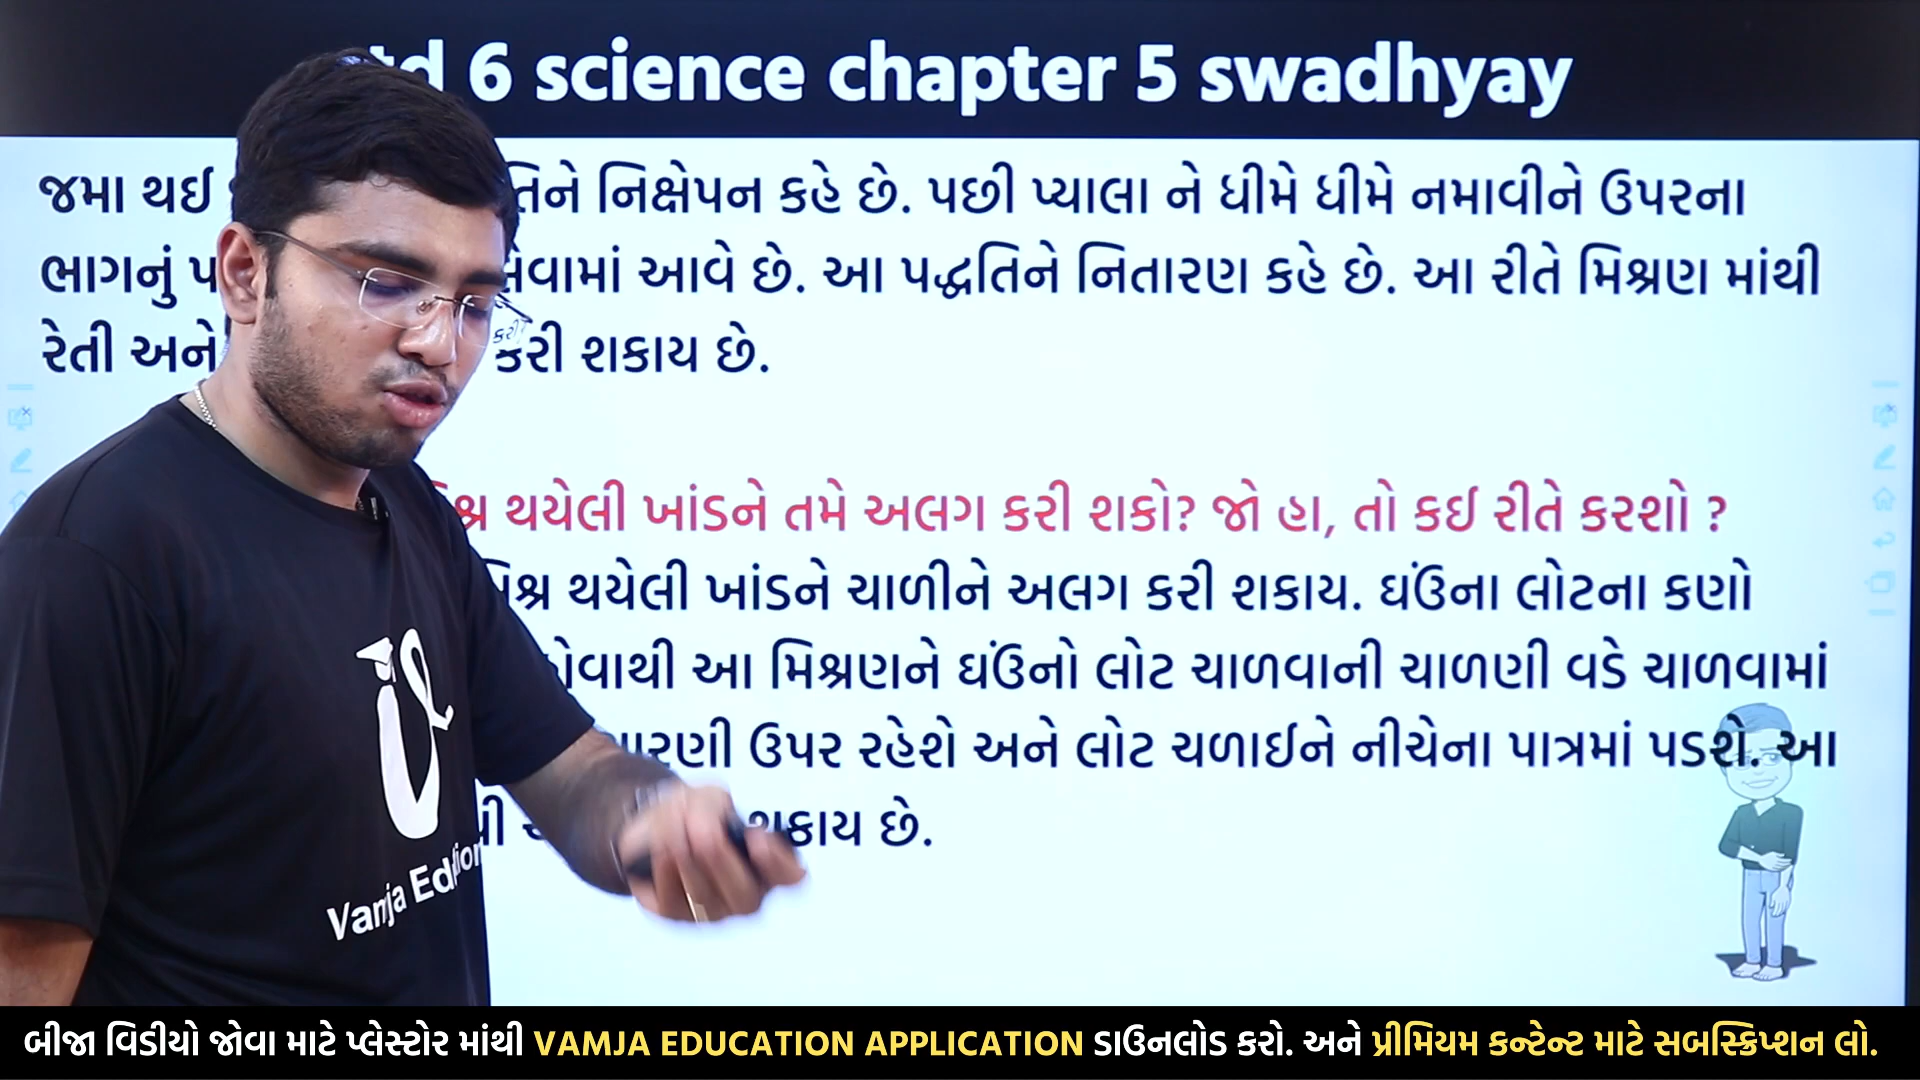 6 science chapter 5 swadhyay
જમા થઈ નિક્ષેપન કહે છે. પછી પ્યાલા ને ધીમે ધીમે નમાવીને ઉપરના
ભાગનું આવે છે. આ પદ્ધતિને નિતારણ કહે છે. આ રીતે મિશ્રણ માંથી
રેતી અને કરી શકાય છે.
થયેલી ખાંડને તમે અલગ કરી શકો? જો હા, તો કઈ રીતે કરશો ?
થયેલી ખાંડને ચાળીને અલગ કરી શકાય. ઘઉંના લોટના કણો
આ મિશ્રણને ઘઉંનો લોટ ચાળવાની ચાળણી વડે ચાળવામાં
ઉપર રહેશે અને લોટ ચળાઈને નીચેના પાત્રમાં પડશે. આ
શકાય છે.
Vamja Education
બીજા વિડીયો જોવા માટે પ્લેસ્ટોર માંથી VAMJA EDUCATION APPLICATION ડાઉનલોડ કરો. અને પ્રીમિયમ કન્ટેન્ટ માટે સબસ્ક્રિપ્શન લો.